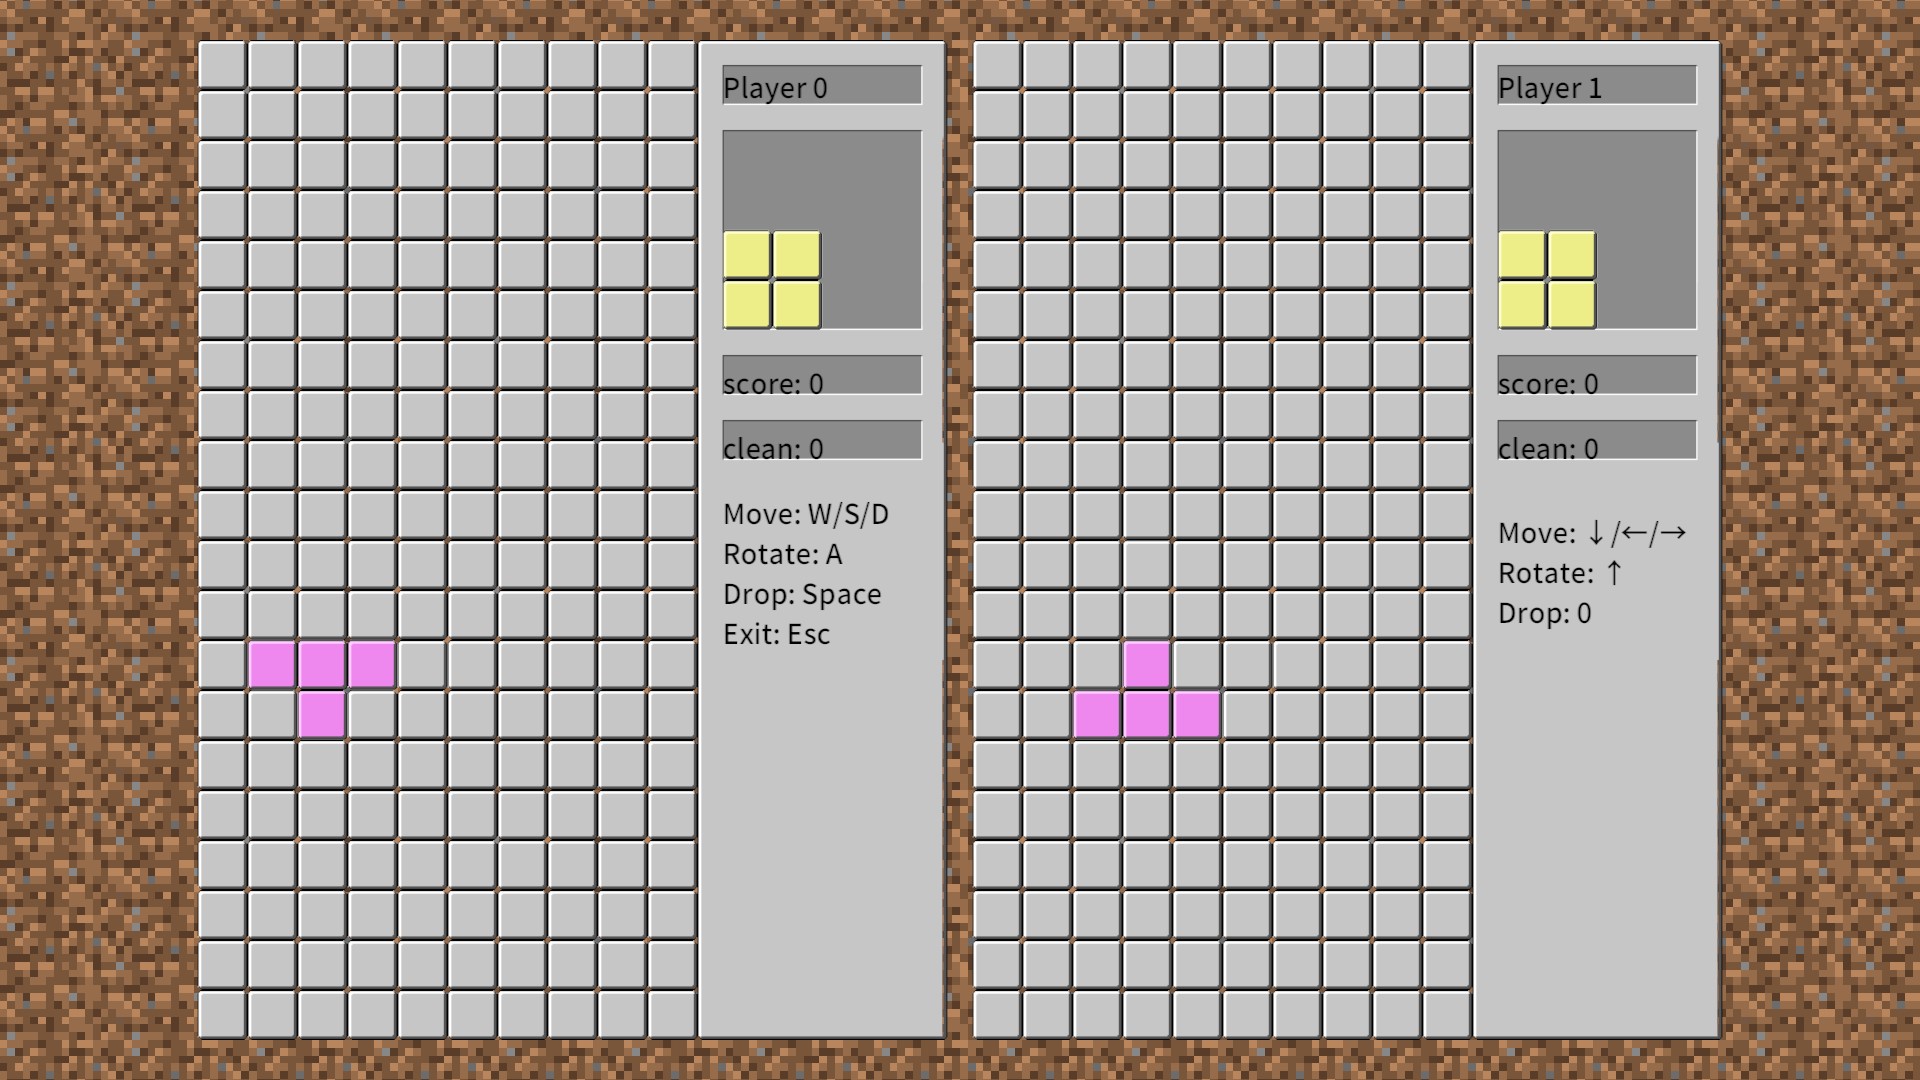 Player 0
score: 0
clean: 0
Move: W/S/D
Rotate: A
Drop: Space
Exit: Esc
Player 1
score: 0
clean: 0
Move: ↓/←/→
Rotate: ↑
Drop: 0